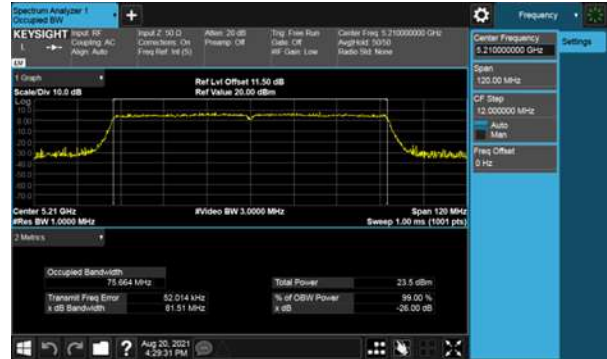 Spectrum Analyzer 1
Occupied BW
Frequency
KEYSIGHT
Input: RF
Coupling: AC
Align: Auto
Input Z: 50 Ω
Corrections: On
Freq Ref: Int (S)
Atten: 20 dB
Preamp: Off
Trig: Free Run
Gate: Off
#IF Gain: Low
Center Freq: 5.210000000 GHz
Avg|Hold: 50/50
Radio Std: None
Center Frequency
5.210000000 GHz
Settings
Span
120.00 MHz
CF Step
12.000000 MHz
Auto
Man
Freq Offset
0 Hz
1 Graph
Scale/Div 10.0 dB
Ref Lvl Offset 11.50 dB
Ref Value 20.00 dBm
Log
Center 5.21 GHz
#Res BW 1.0000 MHz
#Video BW 3.0000 MHz
Span 120 MHz
Sweep 1.00 ms (1001 pts)
2 Metrics
Occupied Bandwidth
75.664 MHz
Total Power
23.5 dBm
Transmit Freq Error
52.014 kHz
% of OBW Power
99.00 %
x dB Bandwidth
81.51 MHz
x dB
-26.00 dB
Aug 20, 2021
4:29:31 PM